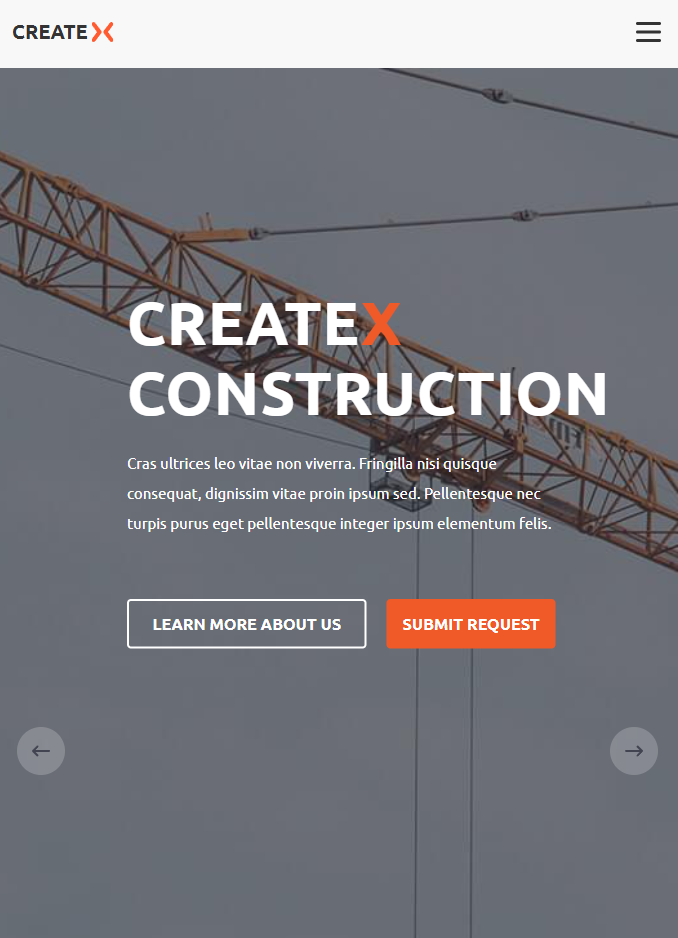 CREATEX
CREATEX
CONSTRUCTION
Cras ultrices leo vitae non viverra. Fringilla nisi quisque
consequat, dignissim vitae proin ipsum sed. Pellentesque nec
turpis purus eget pellentesque integer ipsum elementum felis.
LEARN MORE ABOUT US
SUBMIT REQUEST